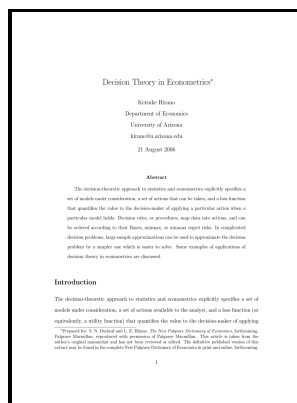 Decision Theory in Econometrics*
Keisuke Hirano
Department of Economics
University of Arizona
hirano@u.arizona.edu
21 August 2006
Abstract
The decision-theoretic approach to statistics and econometrics explicitly specifies a
set of models under consideration, a set of actions that can be taken, and a loss function
that quantifies the value to the decision-maker of applying a particular action when a
particular model holds. Decision rules, or procedures, map data into actions, and can
be ordered according to their Bayes, minmax, or minmax regret risks. In complicated
decision problems, large sample approximations can be used to approximate the decision
problem by a simpler one which is easier to solve. Some examples of applications of
decision theory in econometrics are discussed.
Introduction
The decision-theoretic approach to statistics and econometrics explicitly specifies a set of
models under consideration, a set of actions available to the analyst, and a loss function (or
equivalently, a utility function) that quantifies the value to the decision-maker of applying
*Prepared for: S. N. Durlauf and L. E. Blume, The New Palgrave Dictionary of Economics, forthcoming,
Palgrave Macmillan, reproduced with permission of Palgrave Macmillan. This article is taken from the
author's original manuscript and has not been reviewed or edited. The definitive published version of this
extract may be found in the complete New Palgrave Dictionary of Economics in print and online, forthcoming.
1